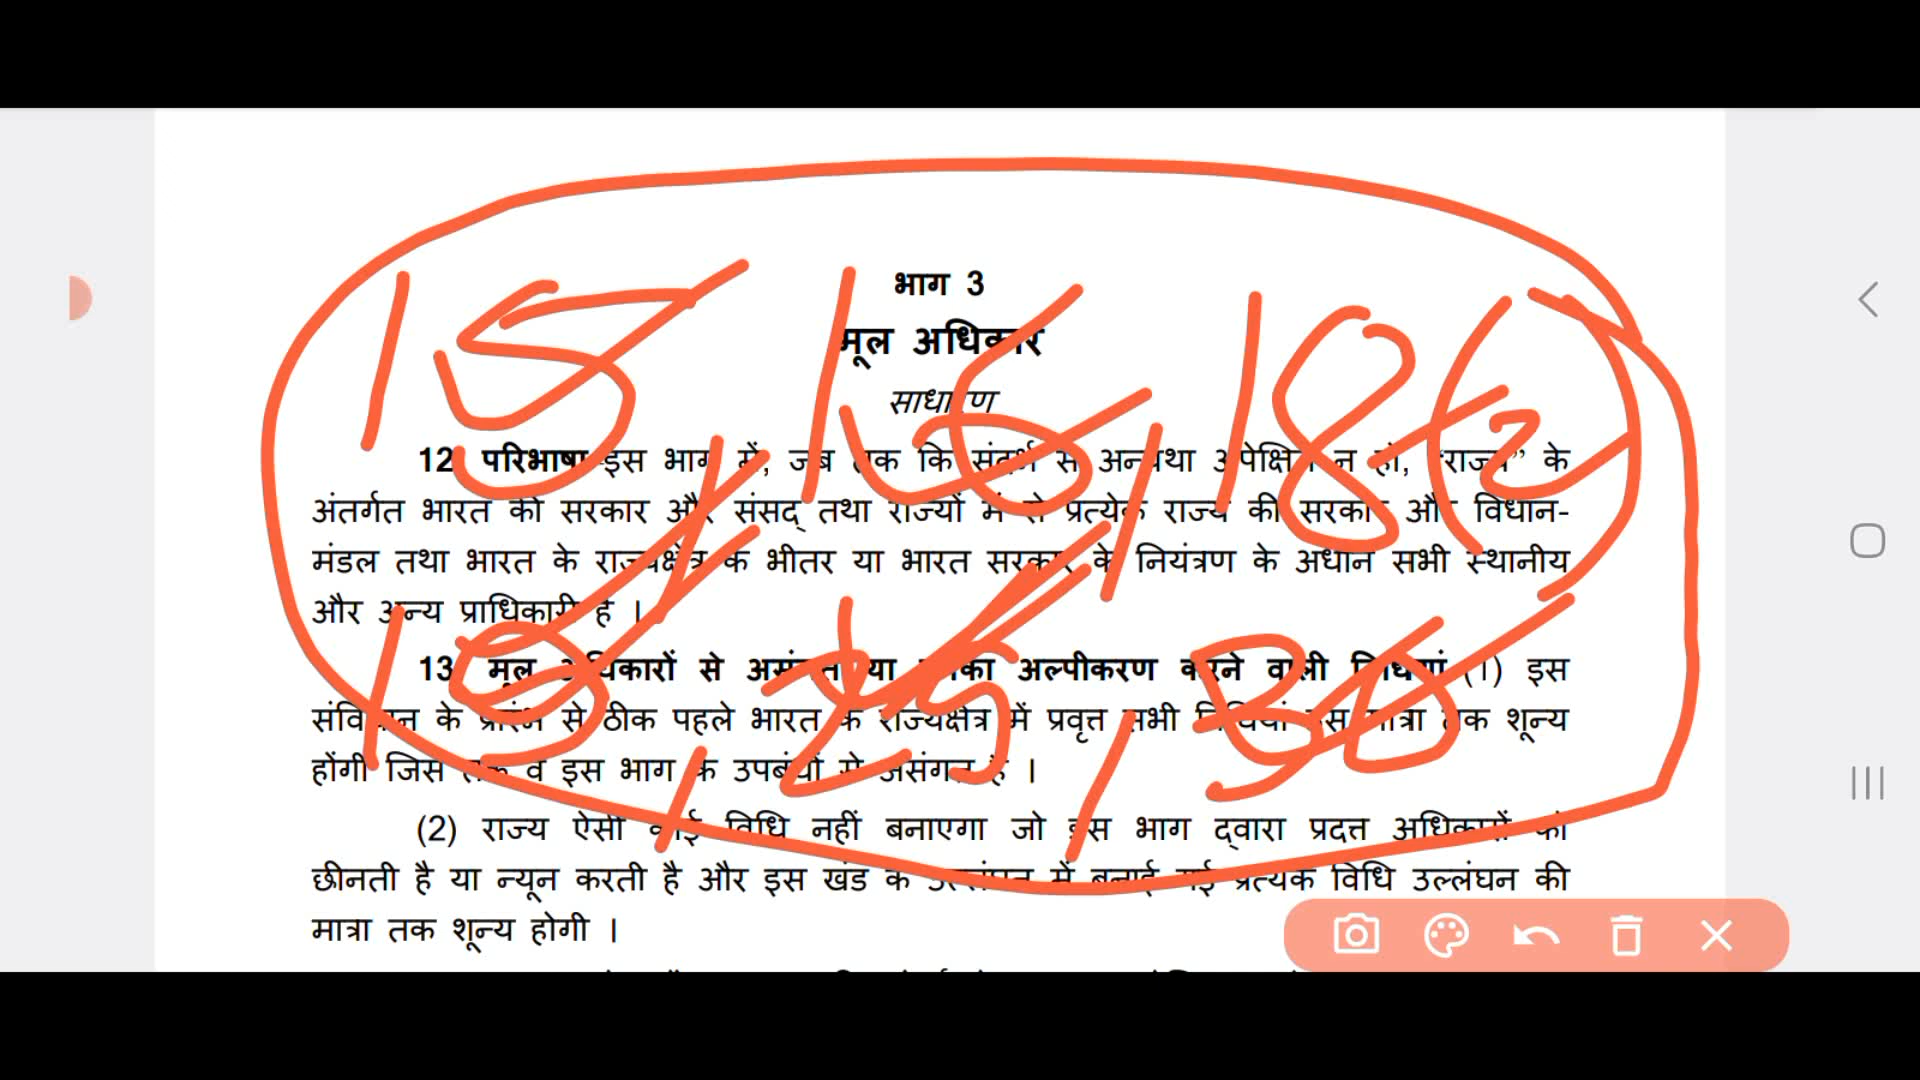 भाग 3
मूल अधिकार
साधारण
15, 16, 18(2)
12. परिभाषा इस भाग में, जब तक कि संदर्भ से अन्यथा अपेक्षित न हो, “राज्य” के
अंतर्गत भारत की सरकार और संसद् तथा राज्यों में से प्रत्येक राज्य की सरकार और विधान-
मंडल तथा भारत के राज्यक्षेत्र के भीतर या भारत सरकार के नियंत्रण के अधीन सभी स्थानीय
और अन्य प्राधिकारी हैं ।
, 25, 30
13. मूल अधिकारों से असंगत या उनका अल्पीकरण करने वाली विधियां (1) इस
संविधान के प्रारंभ से ठीक पहले भारत के राज्यक्षेत्र में प्रवृत्त सभी विधियां उस मात्रा तक शून्य
होंगी जिस तक वे इस भाग के उपबंधों से असंगत हैं ।
(2) राज्य ऐसी कोई विधि नहीं बनाएगा जो इस भाग द्वारा प्रदत्त अधिकारों को
छीनती है या न्यून करती है और इस खंड के उल्लंघन में बनाई गई प्रत्येक विधि उल्लंघन की
मात्रा तक शून्य होगी ।